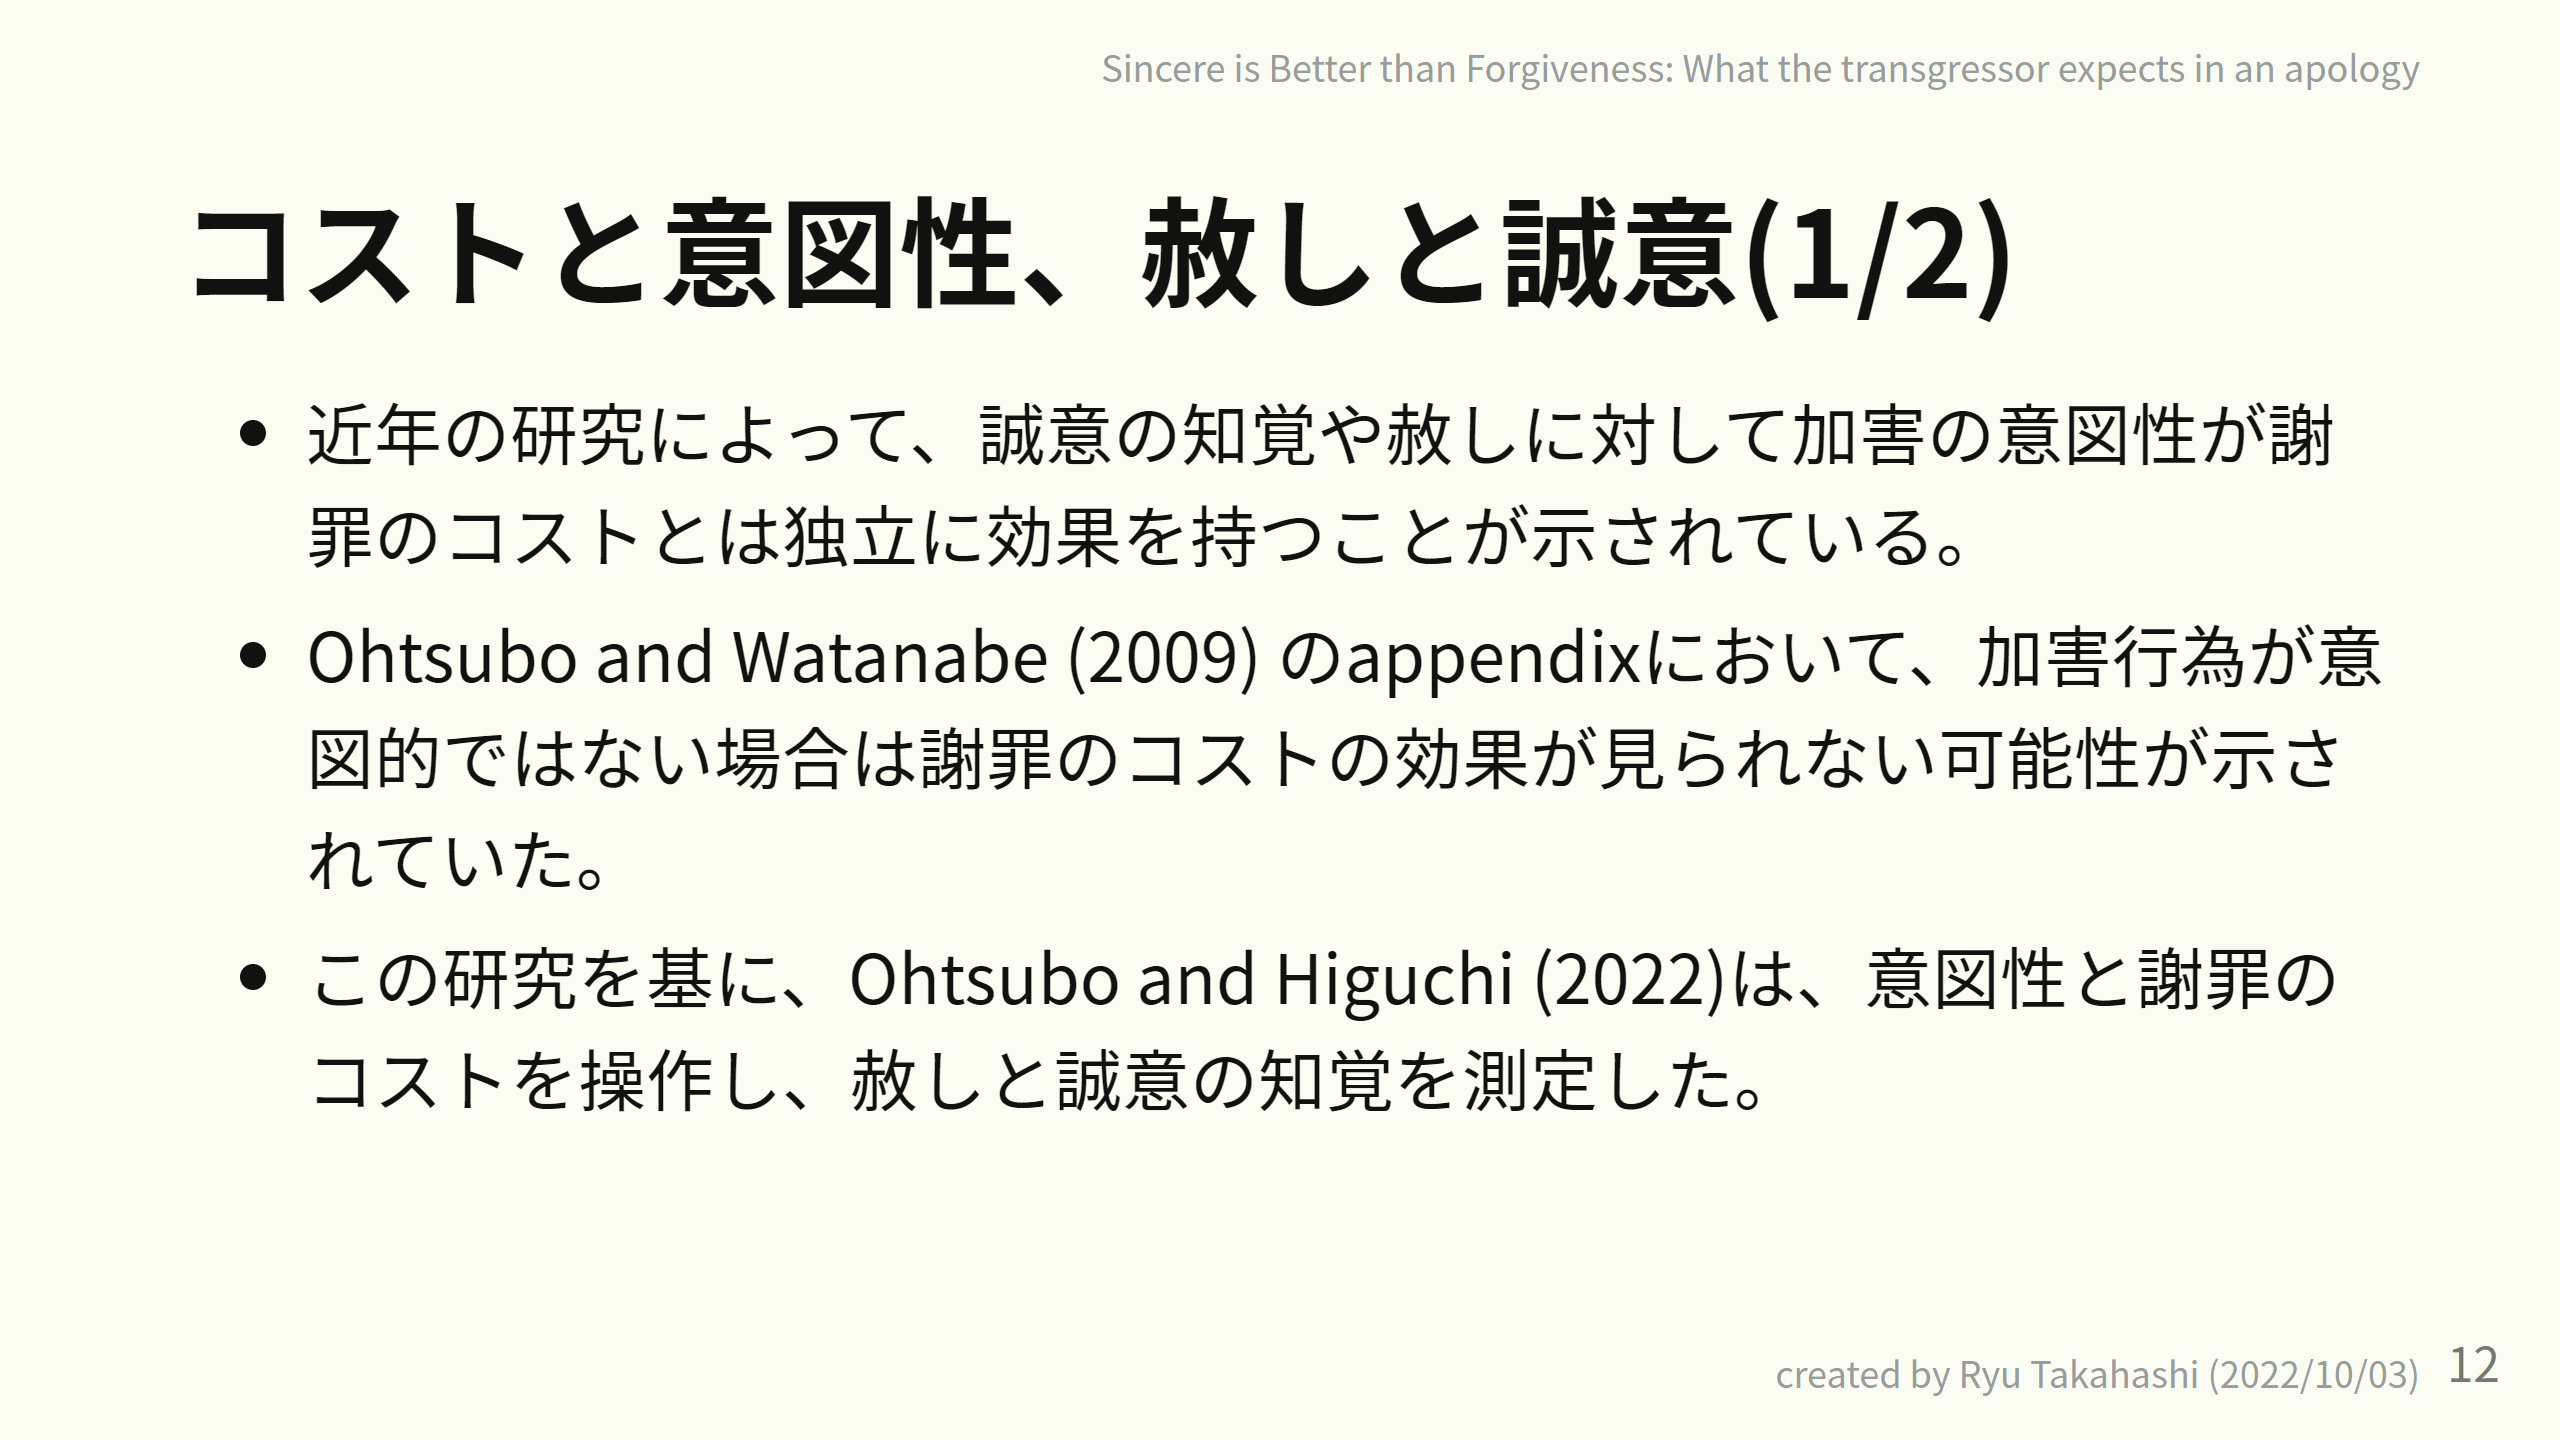 Sincere is Better than Forgiveness: What the transgressor expects in an apology
コストと意図性、赦しと誠意(1/2)
• 近年の研究によって、誠意の知覚や赦しに対して加害の意図性が謝
罪のコストとは独立に効果を持つことが示されている。
• Ohtsubo and Watanabe (2009) のappendixにおいて、加害行為が意
図的ではない場合は謝罪のコストの効果が見られない可能性が示さ
れていた。
• この研究を基に、Ohtsubo and Higuchi (2022)は、意図性と謝罪の
コストを操作し、赦しと誠意の知覚を測定した。
created by Ryu Takahashi (2022/10/03) 12